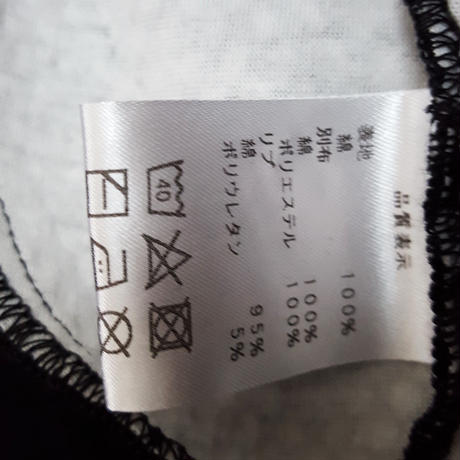 品質表示
表地
綿 100%
別布
綿 100%
ポリエステル 100%
リブ
綿 95%
ポリウレタン 5%
40